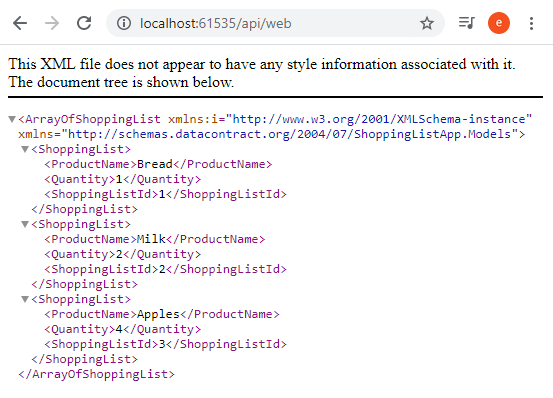 localhost:61535/api/web
e
This XML file does not appear to have any style information associated with it.
The document tree is shown below.
<ArrayOfShoppingList xmlns:i="http://www.w3.org/2001/XMLSchema-instance"
xmlns="http://schemas.datacontract.org/2004/07/ShoppingListApp.Models">
<ShoppingList>
<ProductName>Bread</ProductName>
<Quantity>1</Quantity>
<ShoppingListId>1</ShoppingListId>
</ShoppingList>
<ShoppingList>
<ProductName>Milk</ProductName>
<Quantity>2</Quantity>
<ShoppingListId>2</ShoppingListId>
</ShoppingList>
<ShoppingList>
<ProductName>Apples</ProductName>
<Quantity>4</Quantity>
<ShoppingListId>3</ShoppingListId>
</ShoppingList>
</ArrayOfShoppingList>